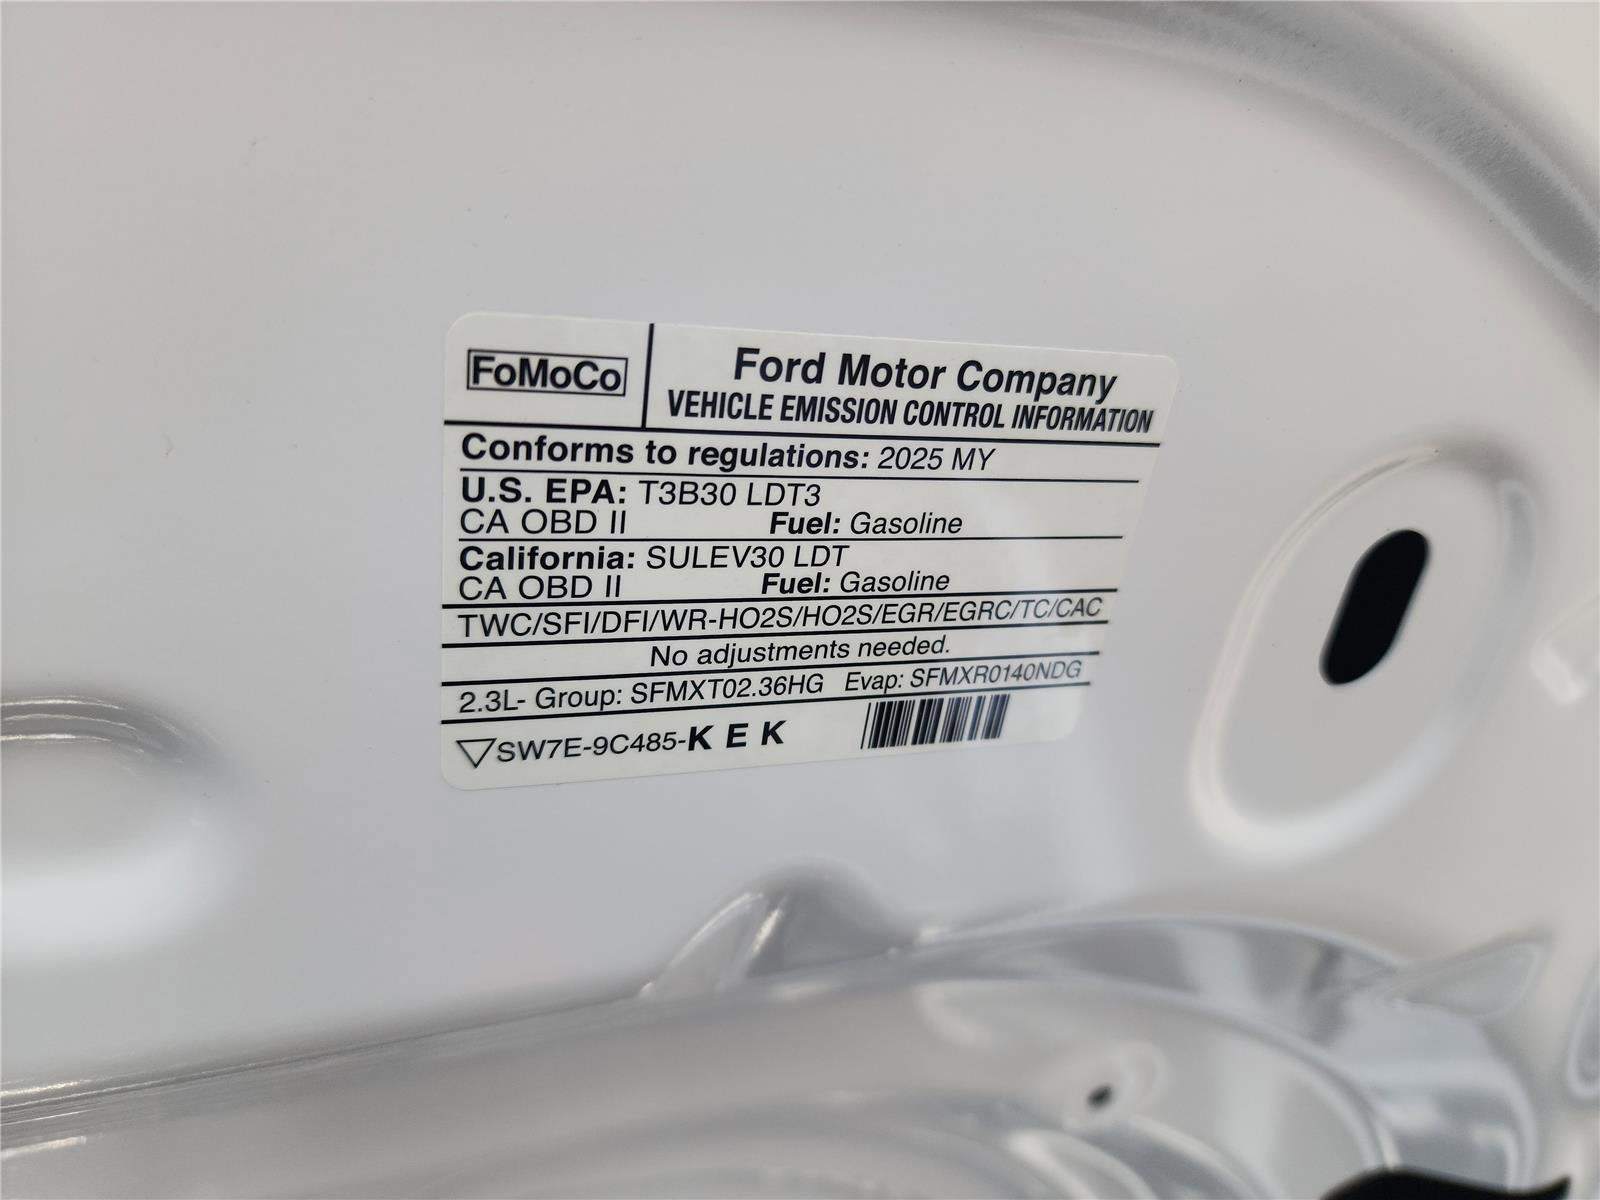 FoMoCo
Ford Motor Company
VEHICLE EMISSION CONTROL INFORMATION
Conforms to regulations: 2025 MY
U.S. EPA: T3B30 LDT3
CA OBD II Fuel: Gasoline
California: SULEV30 LDT
CA OBD II Fuel: Gasoline
TWC/SFI/DFI/WR-HO2S/HO2S/EGR/EGRC/TC/CAC
No adjustments needed.
2.3L- Group: SFMXT02.36HG Evap: SFMXR0140NDG
SW7E-9C485-K E K